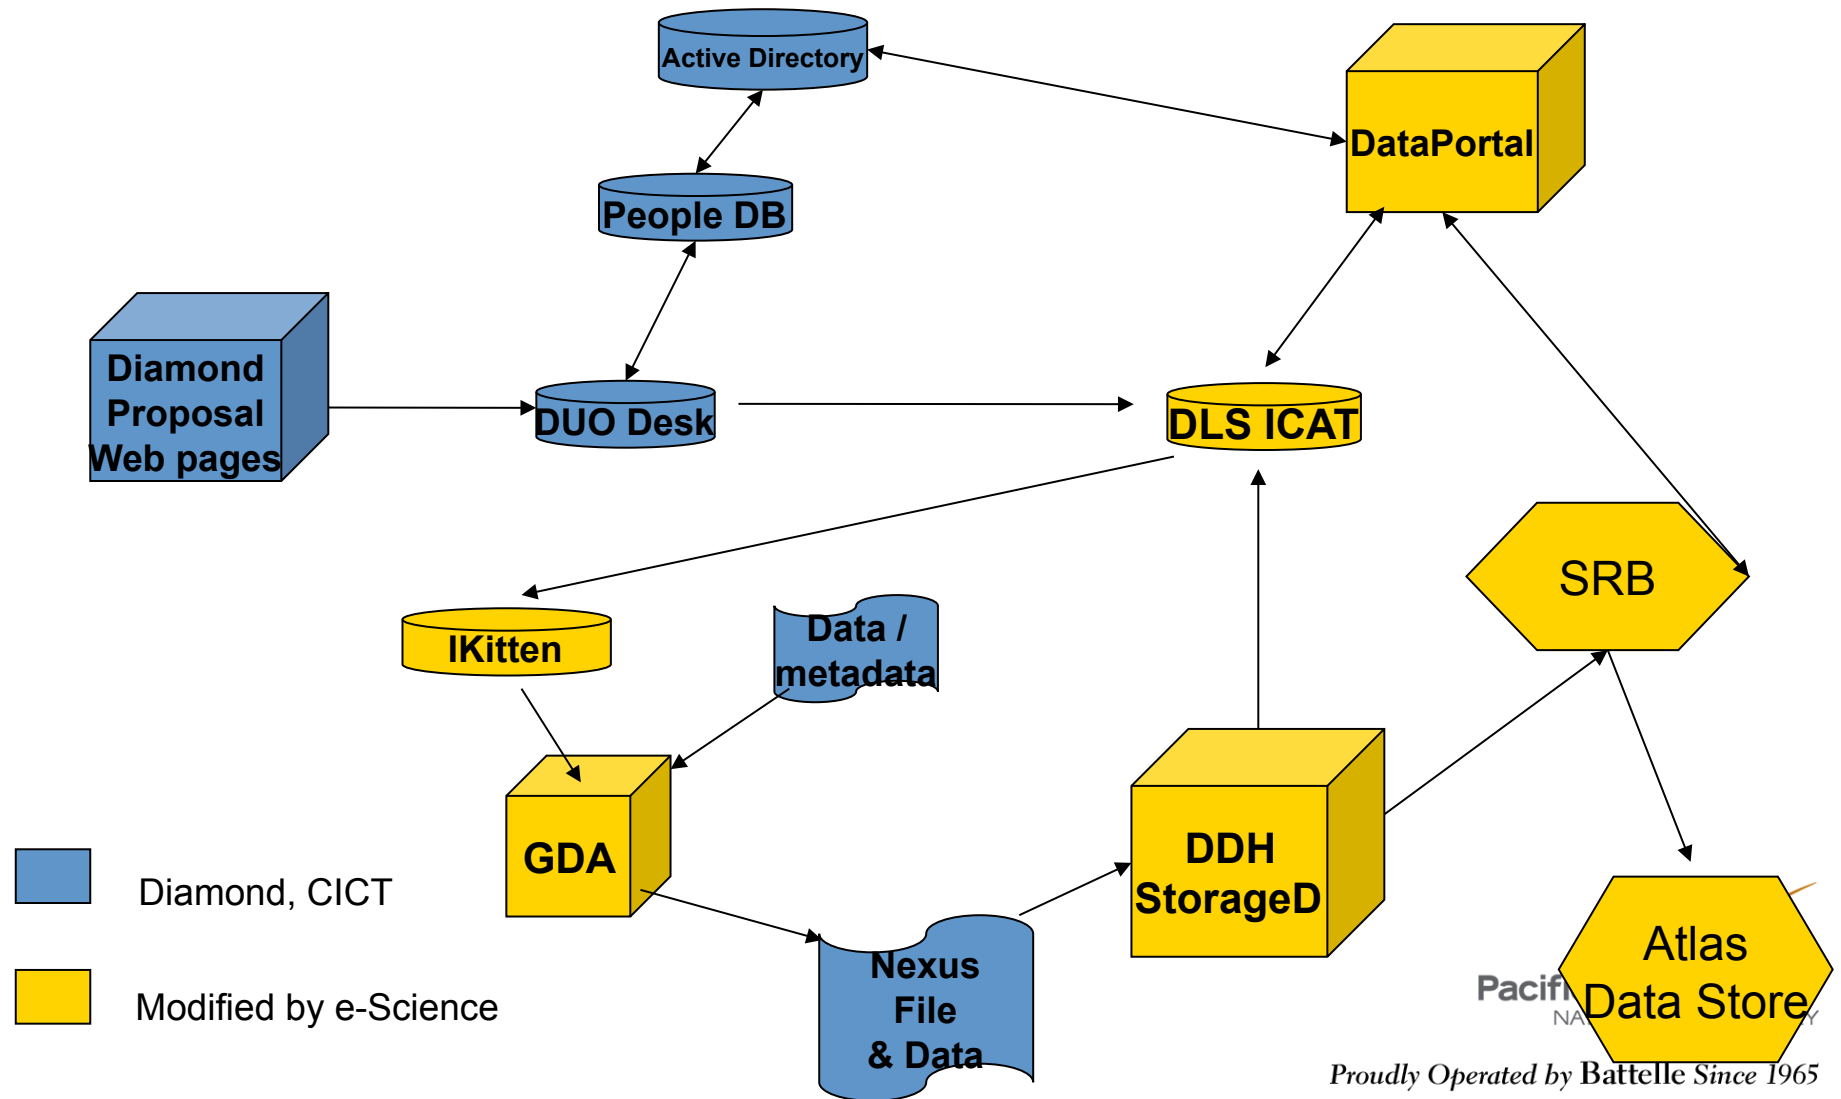 Active Directory
DataPortal
People DB
Diamond
Proposal
Web pages
DUO Desk
DLS ICAT
SRB
IKitten
Data /
metadata
GDA
DDH
StorageD
Diamond, CICT
Nexus
File
& Data
Modified by e-Science
Atlas
Data Store
Proudly Operated by Battelle Since 1965